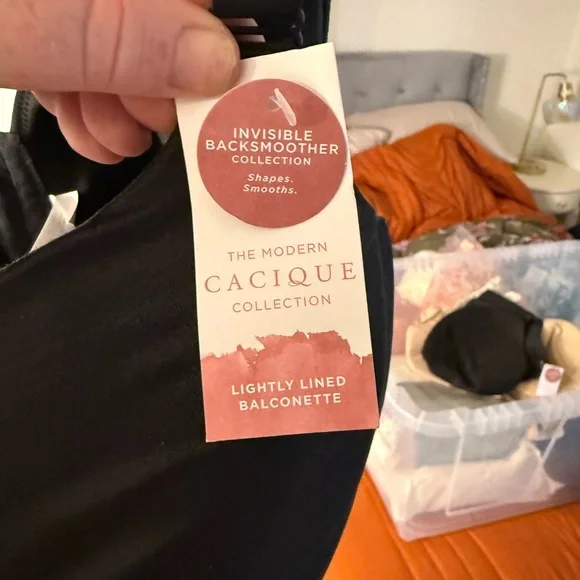 INVISIBLE
BACKSMOOTHER
COLLECTION
Shapes.
Smooths.
THE MODERN
CACIQUE
COLLECTION
LIGHTLY LINED
BALCONETTE